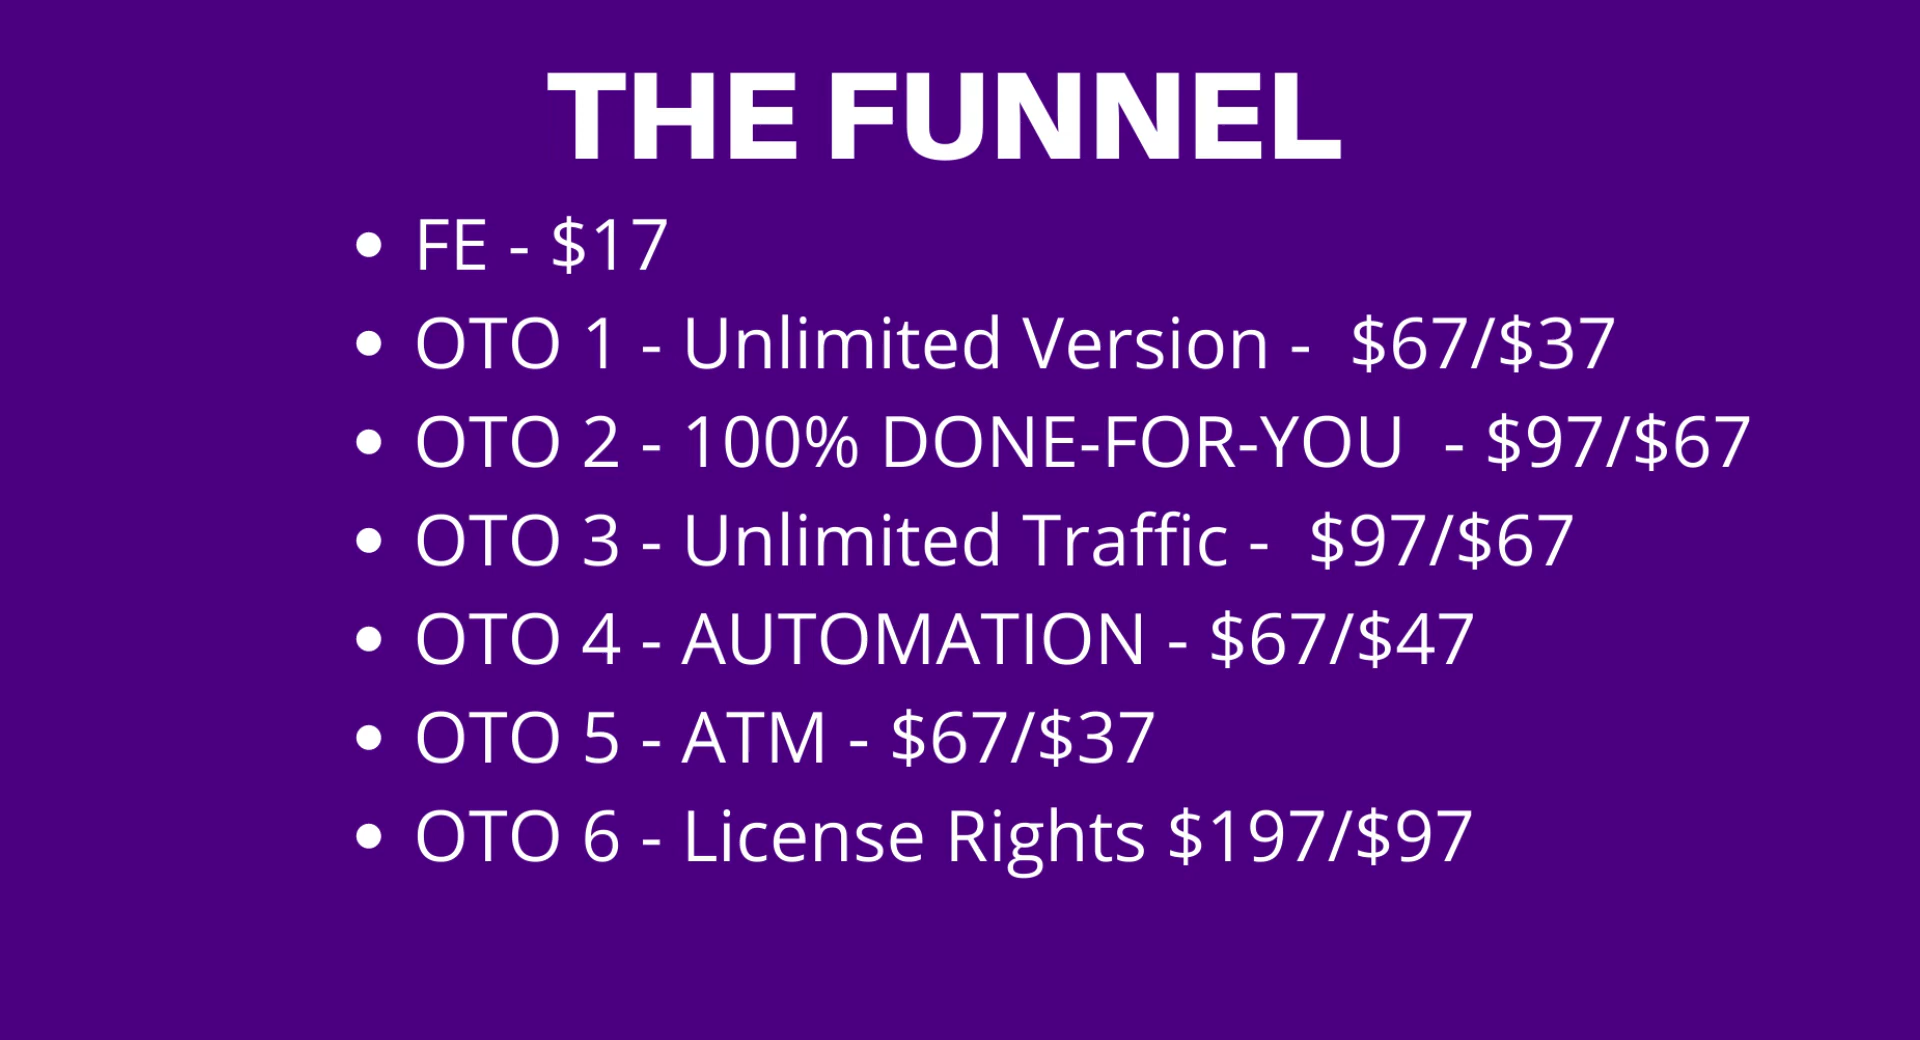 THE FUNNEL
• FE - $17
• OTO 1 - Unlimited Version -  $67/$37
• OTO 2 - 100% DONE-FOR-YOU  - $97/$67
• OTO 3 - Unlimited Traffic -  $97/$67
• OTO 4 - AUTOMATION - $67/$47
• OTO 5 - ATM - $67/$37
• OTO 6 - License Rights $197/$97